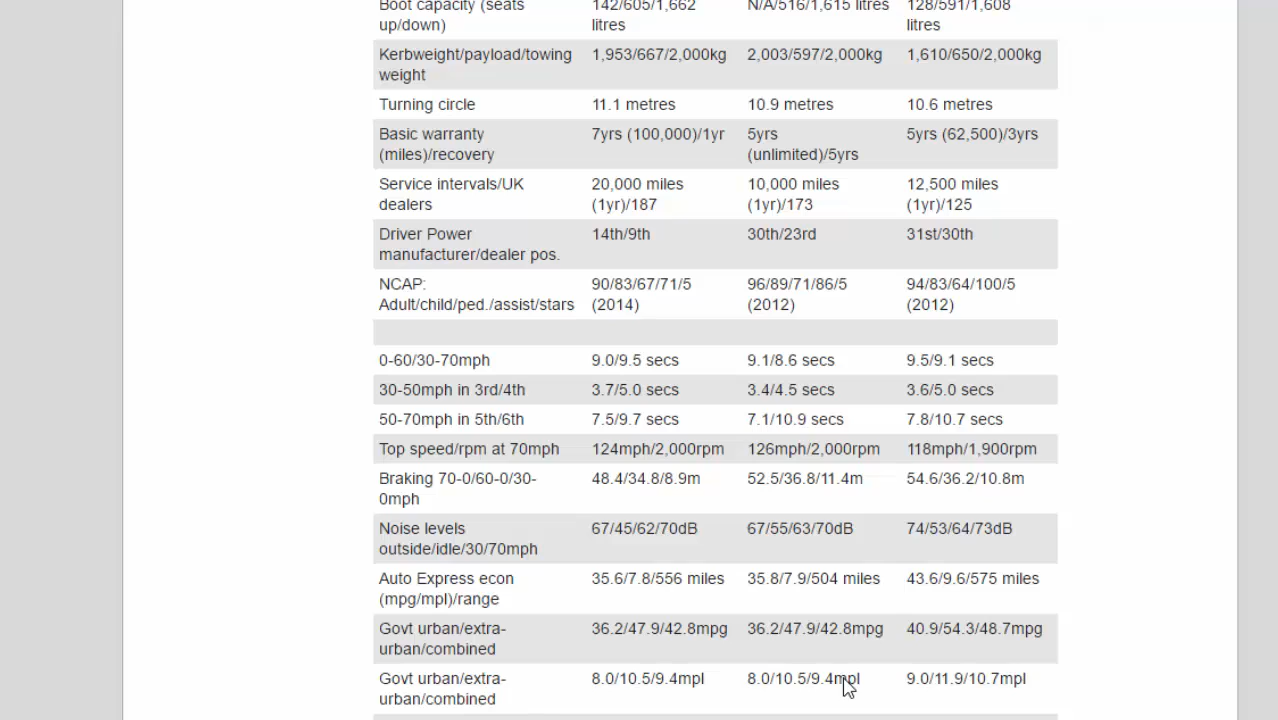 Boot capacity (seats 142/605/1,662 N/A/516/1,615 litres 128/591/1,608
up/down) litres litres
Kerbweight/payload/towing 1,953/667/2,000kg 2,003/597/2,000kg 1,610/650/2,000kg
weight
Turning circle 11.1 metres 10.9 metres 10.6 metres
Basic warranty 7yrs (100,000)/1yr 5yrs 5yrs (62,500)/3yrs
(miles)/recovery (unlimited)/5yrs
Service intervals/UK 20,000 miles 10,000 miles 12,500 miles
dealers (1yr)/187 (1yr)/173 (1yr)/125
Driver Power 14th/9th 30th/23rd 31st/30th
manufacturer/dealer pos.
NCAP: 90/83/67/71/5 96/89/71/86/5 94/83/64/100/5
Adult/child/ped./assist/stars (2014) (2012) (2012)
0-60/30-70mph 9.0/9.5 secs 9.1/8.6 secs 9.5/9.1 secs
30-50mph in 3rd/4th 3.7/5.0 secs 3.4/4.5 secs 3.6/5.0 secs
50-70mph in 5th/6th 7.5/9.7 secs 7.1/10.9 secs 7.8/10.7 secs
Top speed/rpm at 70mph 124mph/2,000rpm 126mph/2,000rpm 118mph/1,900rpm
Braking 70-0/60-0/30- 48.4/34.8/8.9m 52.5/36.8/11.4m 54.6/36.2/10.8m
0mph
Noise levels 67/45/62/70dB 67/55/63/70dB 74/53/64/73dB
outside/idle/30/70mph
Auto Express econ 35.6/7.8/556 miles 35.8/7.9/504 miles 43.6/9.6/575 miles
(mpg/mpl)/range
Govt urban/extra- 36.2/47.9/42.8mpg 36.2/47.9/42.8mpg 40.9/54.3/48.7mpg
urban/combined
Govt urban/extra- 8.0/10.5/9.4mpl 8.0/10.5/9.4mpl 9.0/11.9/10.7mpl
urban/combined